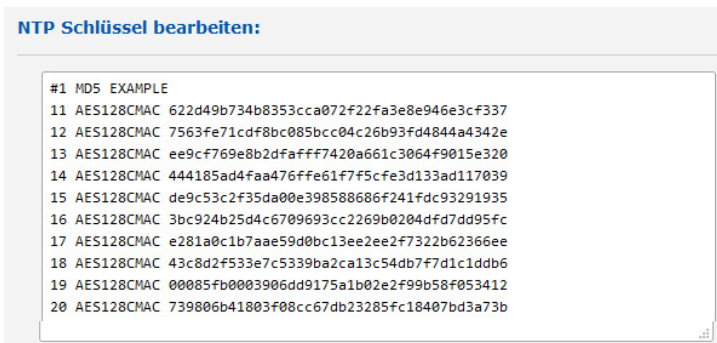 NTP Schlüssel bearbeiten:
#1 MD5 EXAMPLE
11 AES128CMAC 622d49b734b8353cca072f22fa3e8e946e3cf337
12 AES128CMAC 7563fe71cdf8bc085bcc04c26b93fd4844a4342e
13 AES128CMAC ee9cf769e8b2dfafff7420a661c3064f9015e320
14 AES128CMAC 444185ad4faa476ffe61f7f5cfe3d133ad117039
15 AES128CMAC de9c53c2f35da00e398588686f241fdc93291935
16 AES128CMAC 3bc924b25d4c6709693cc2269b0204dfd7dd95fc
17 AES128CMAC e281a0c1b7aae59d0bc13ee2ee2f7322b62366ee
18 AES128CMAC 43c8d2f533e7c5339ba2ca13c54db7f7d1c1ddb6
19 AES128CMAC 00085fb0003906dd9175a1b02e2f99b58f053412
20 AES128CMAC 739806b41803f08cc67db23285fc18407bd3a73b